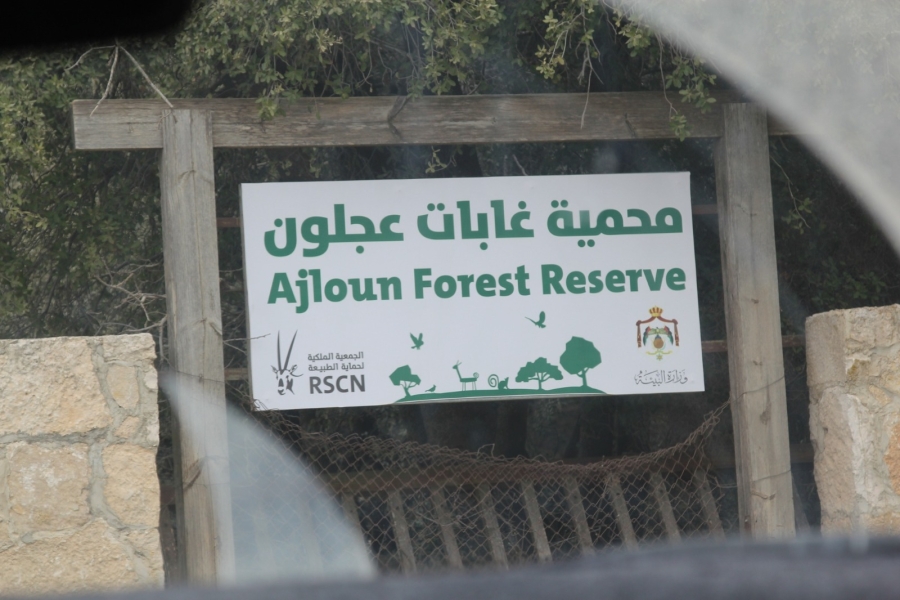 محمية غابات عجلون
Ajloun Forest Reserve
الجمعية الملكية
لحماية الطبيعة
RSCN
وزارة البيئة